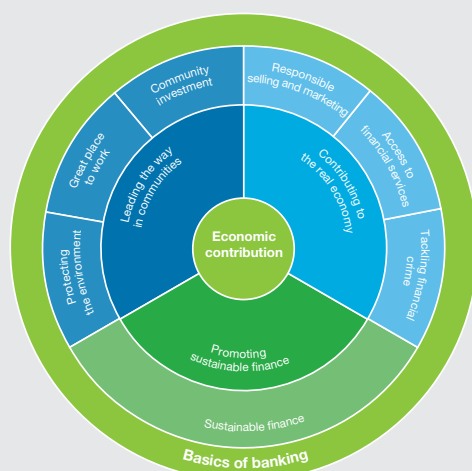 Community
investment
Responsible
selling and marketing
Great place
to work
Access to
financial services
Leading the way
in communities
Contributing to
the real economy
Protecting
the environment
Economic
contribution
Tackling financial
crime
Promoting
sustainable finance
Sustainable finance
Basics of banking